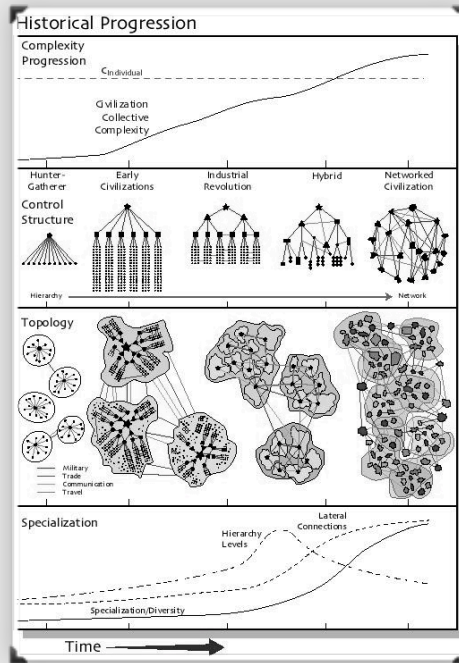 Historical Progression
Complexity
Progression
CIndividual
Civilization
Collective
Complexity
Hunter-
Gatherer
Early
Civilizations
Industrial
Revolution
Hybrid
Networked
Civilization
Control
Structure
Hierarchy
Network
Topology
Military
Trade
Communication
Travel
Specialization
Hierarchy
Levels
Lateral
Connections
Specialization/Diversity
Time